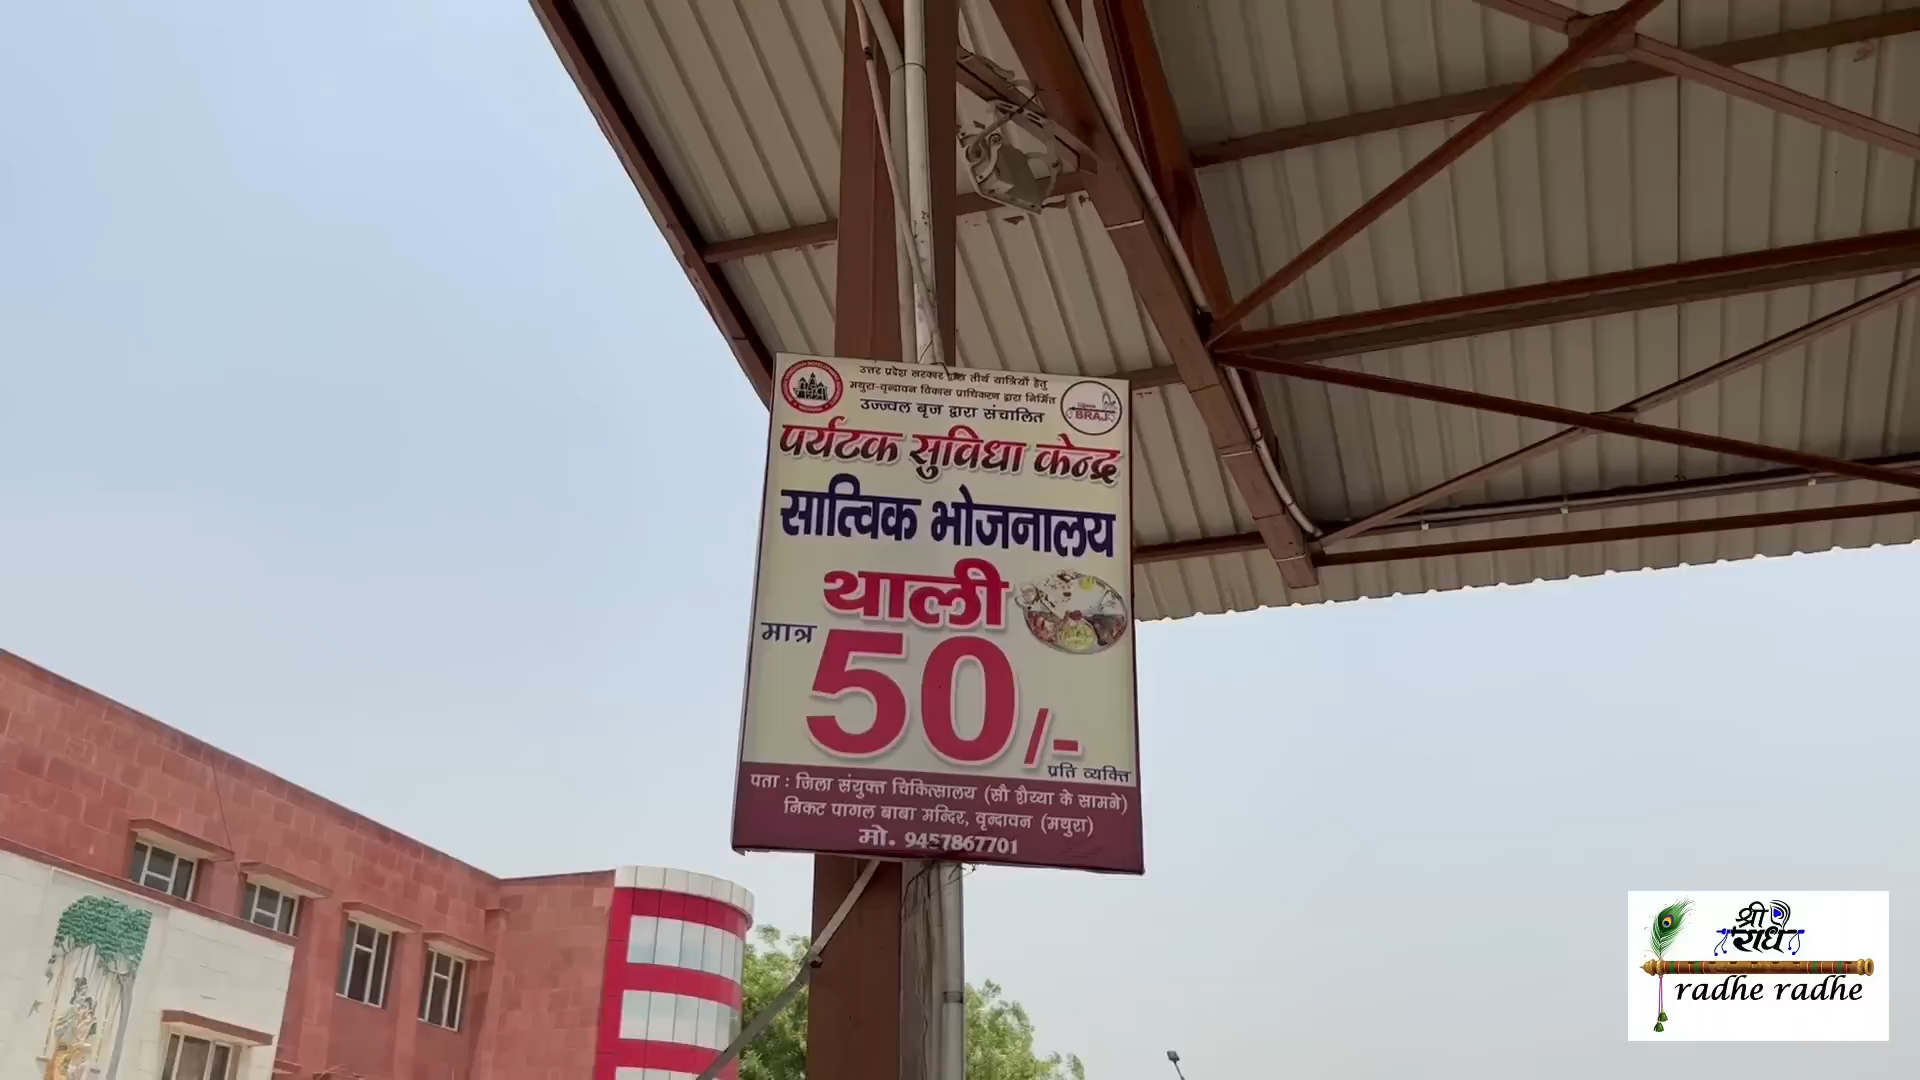 उत्तर प्रदेश सरकार द्वारा तीर्थ यात्रियों हेतु
मथुरा-वृन्दावन विकास प्राधिकरण द्वारा निर्मित
उज्ज्वल बृज द्वारा संचालित
BRAJ
पर्यटक सुविधा केन्द्र
सात्विक भोजनालय
थाली
मात्र
50/-
प्रति व्यक्ति
पता : जिला संयुक्त चिकित्सालय (सौ शैय्या के सामने)
निकट पागल बाबा मन्दिर, वृन्दावन (मथुरा)
मो. 9457867701
श्री
राधे
radhe radhe